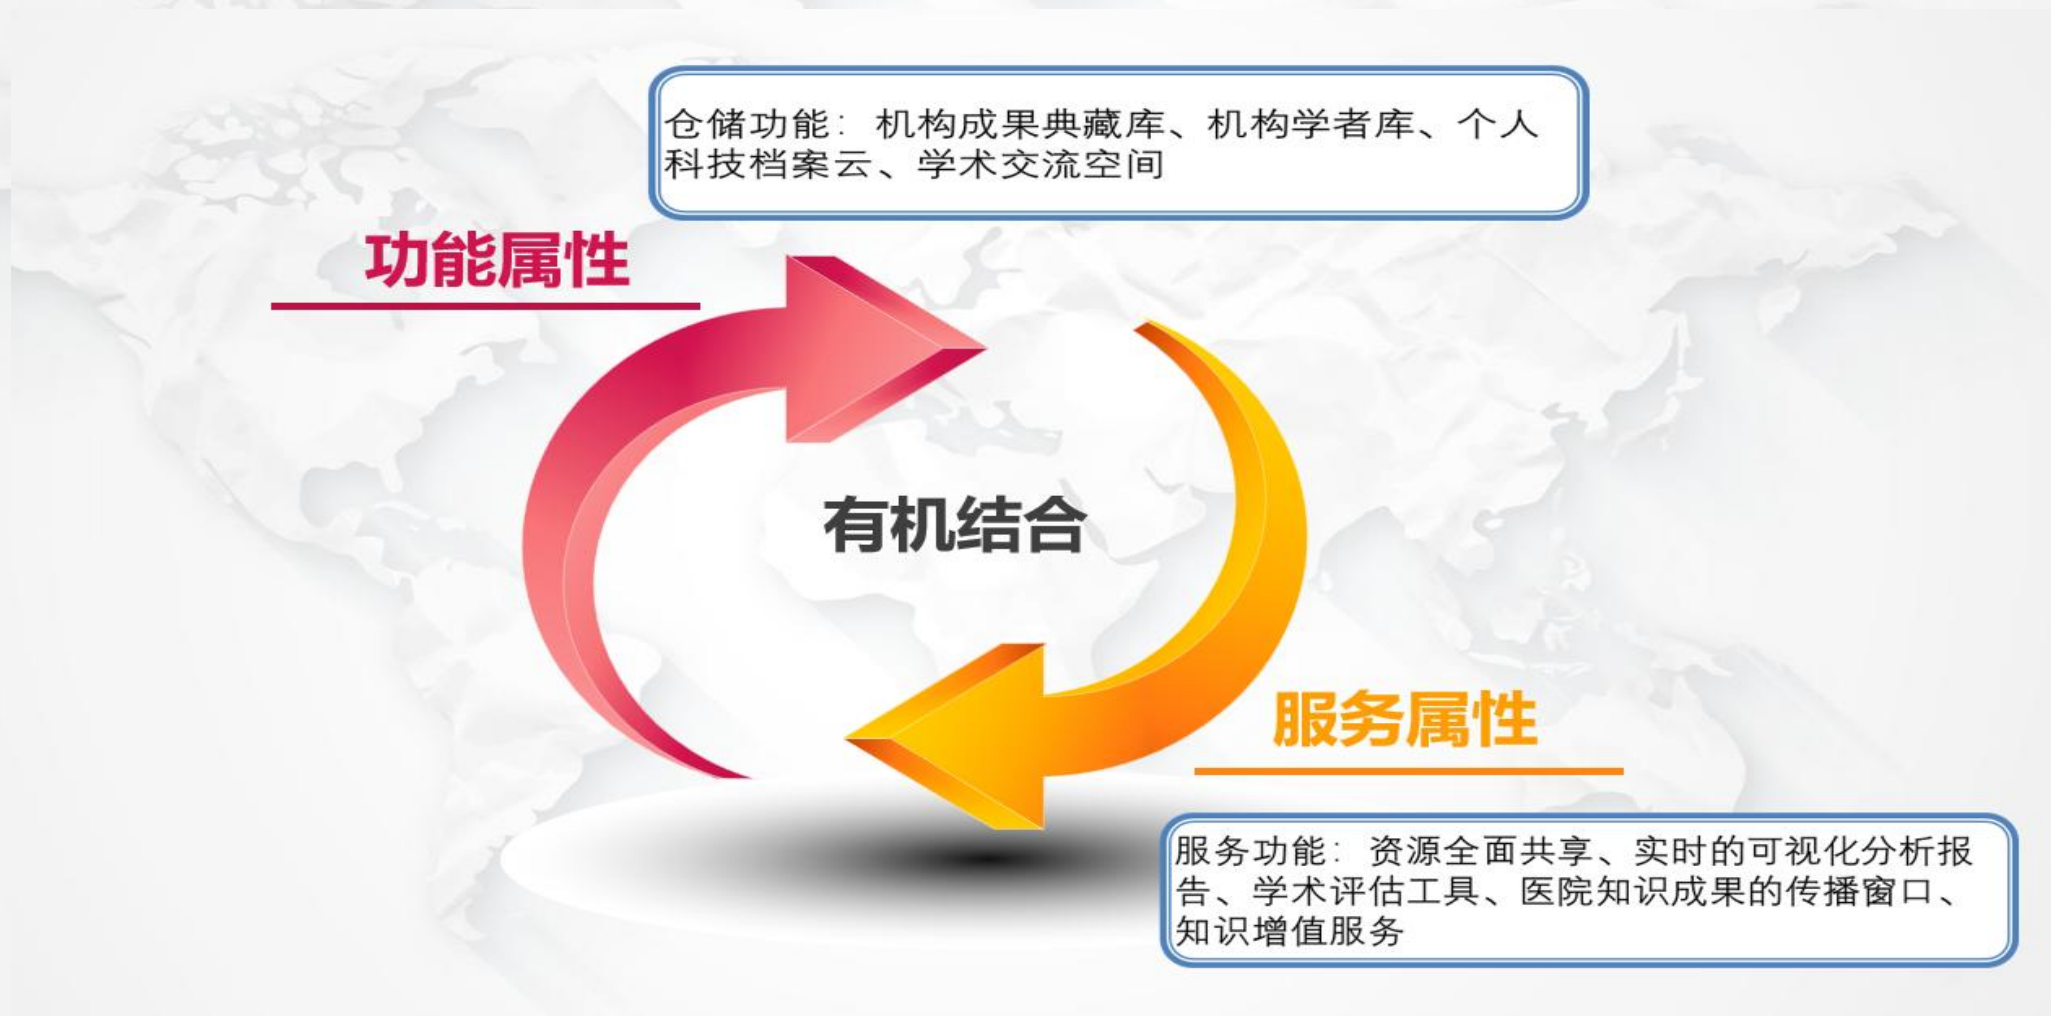 仓储功能：机构成果典藏库、机构学者库、个人
科技档案云、学术交流空间
功能属性
有机结合
服务属性
服务功能：资源全面共享、实时的可视化分析报
告、学术评估工具、医院知识成果的传播窗口、
知识增值服务